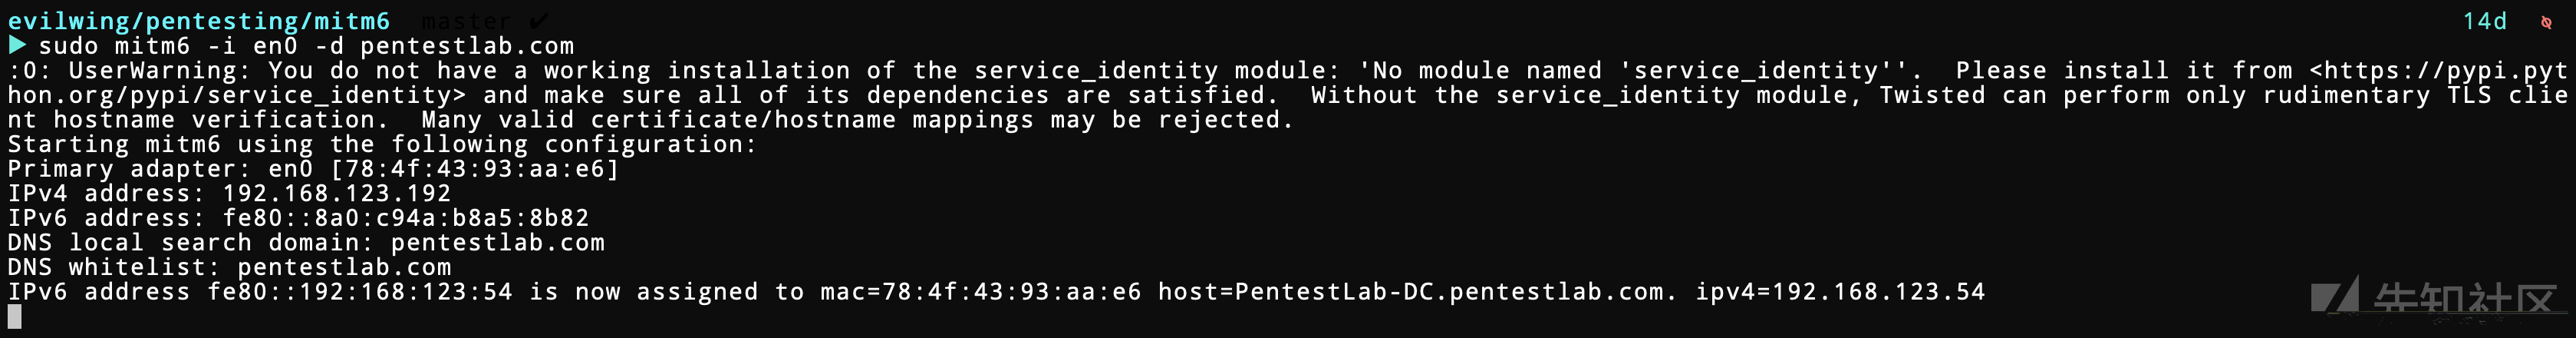 evilwing/pentesting/mitm6 master ✔ 14d
▶ sudo mitm6 -i en0 -d pentestlab.com
:0: UserWarning: You do not have a working installation of the service_identity module: 'No module named 'service_identity''.  Please install it from <https://pypi.pyt
hon.org/pypi/service_identity> and make sure all of its dependencies are satisfied.  Without the service_identity module, Twisted can perform only rudimentary TLS clie
nt hostname verification.  Many valid certificate/hostname mappings may be rejected.
Starting mitm6 using the following configuration:
Primary adapter: en0 [78:4f:43:93:aa:e6]
IPv4 address: 192.168.123.192
IPv6 address: fe80::8a0:c94a:b8a5:8b82
DNS local search domain: pentestlab.com
DNS whitelist: pentestlab.com
IPv6 address fe80::192:168:123:54 is now assigned to mac=78:4f:43:93:aa:e6 host=PentestLab-DC.pentestlab.com. ipv4=192.168.123.54
先知社区